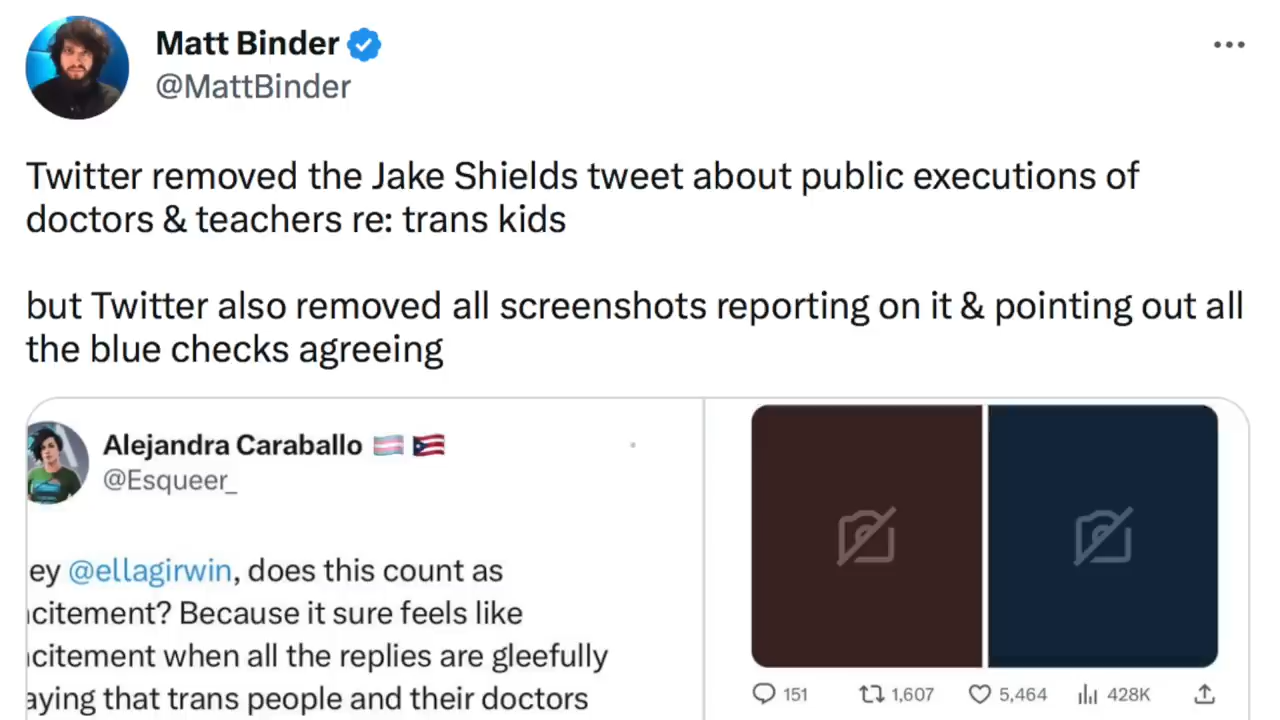 Matt Binder
@MattBinder
Twitter removed the Jake Shields tweet about public executions of
doctors & teachers re: trans kids
but Twitter also removed all screenshots reporting on it & pointing out all
the blue checks agreeing
Alejandra Caraballo 🏳️‍⚧️ 🇵🇷
@Esqueer_
ey @ellagirwin, does this count as
citement? Because it sure feels like
citement when all the replies are gleefully
aying that trans people and their doctors
151 1,607 5,464 428K